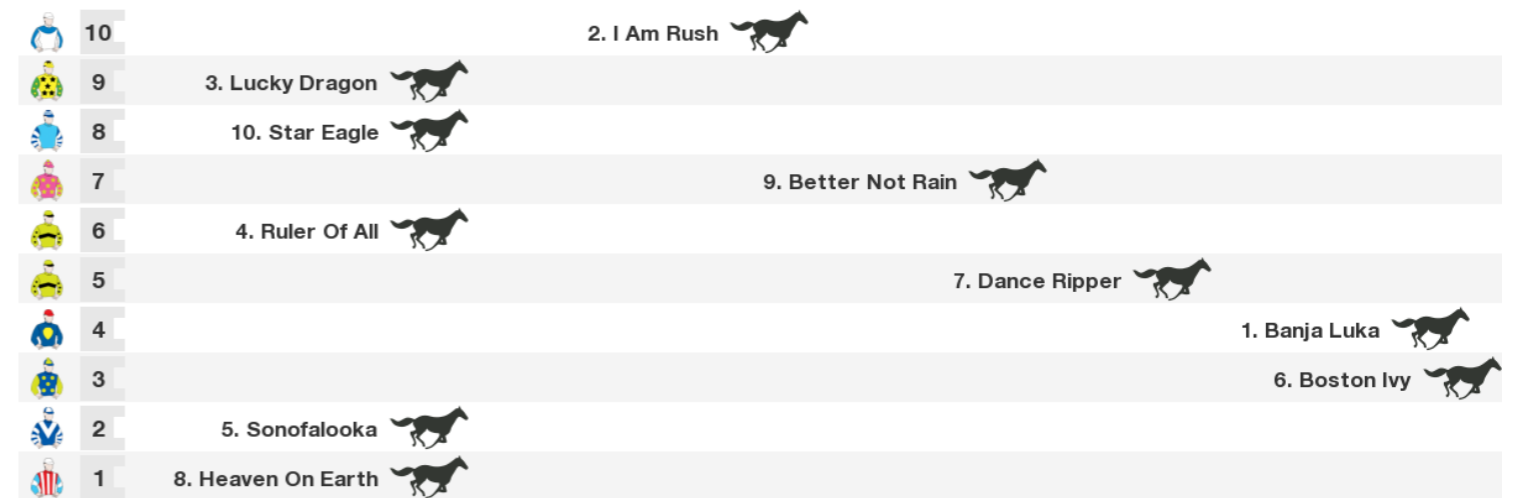 10 2. I Am Rush
9 3. Lucky Dragon
8 10. Star Eagle
7 9. Better Not Rain
6 4. Ruler Of All
5 7. Dance Ripper
4 1. Banja Luka
3 6. Boston Ivy
2 5. Sonofalooka
1 8. Heaven On Earth